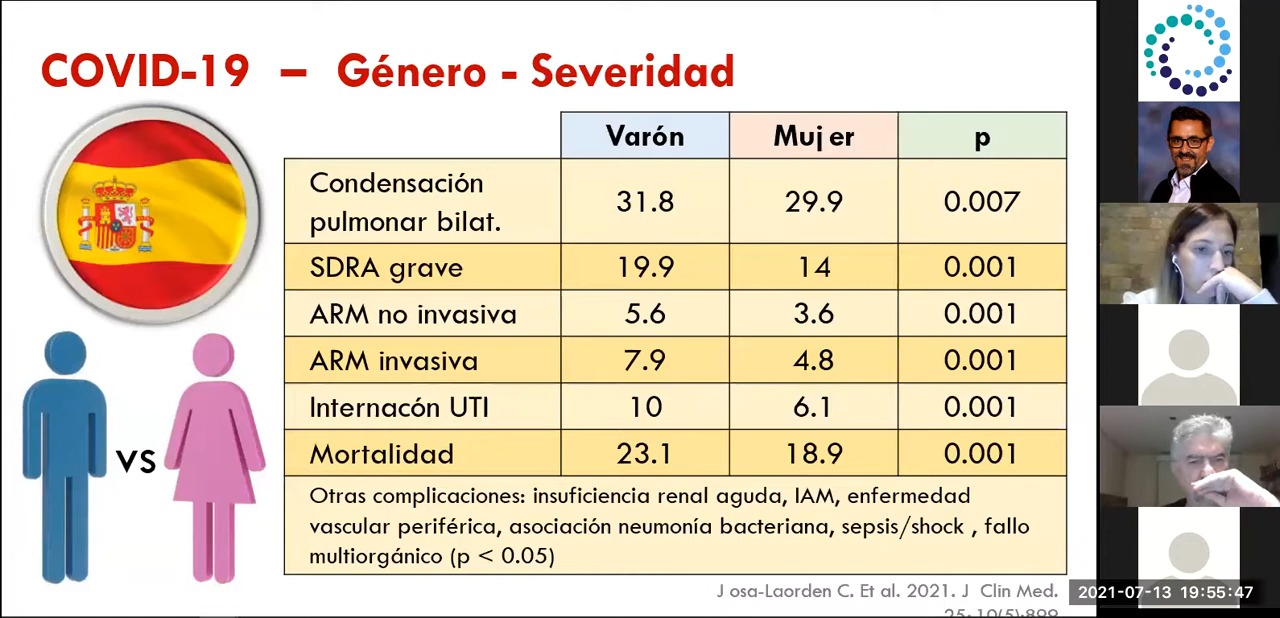 COVID-19 – Género - Severidad
Varón Mujer p
Condensación
pulmonar bilat. 31.8 29.9 0.007
SDRA grave 19.9 14 0.001
ARM no invasiva 5.6 3.6 0.001
ARM invasiva 7.9 4.8 0.001
Internacón UTI 10 6.1 0.001
Mortalidad 23.1 18.9 0.001
Otras complicaciones: insuficiencia renal aguda, IAM, enfermedad
vascular periférica, asociación neumonía bacteriana, sepsis/shock , fallo
multiorgánico (p < 0.05)
vs
Josa-Laorden C. Et al. 2021. J Clin Med.
2021-07-13 19:55:47